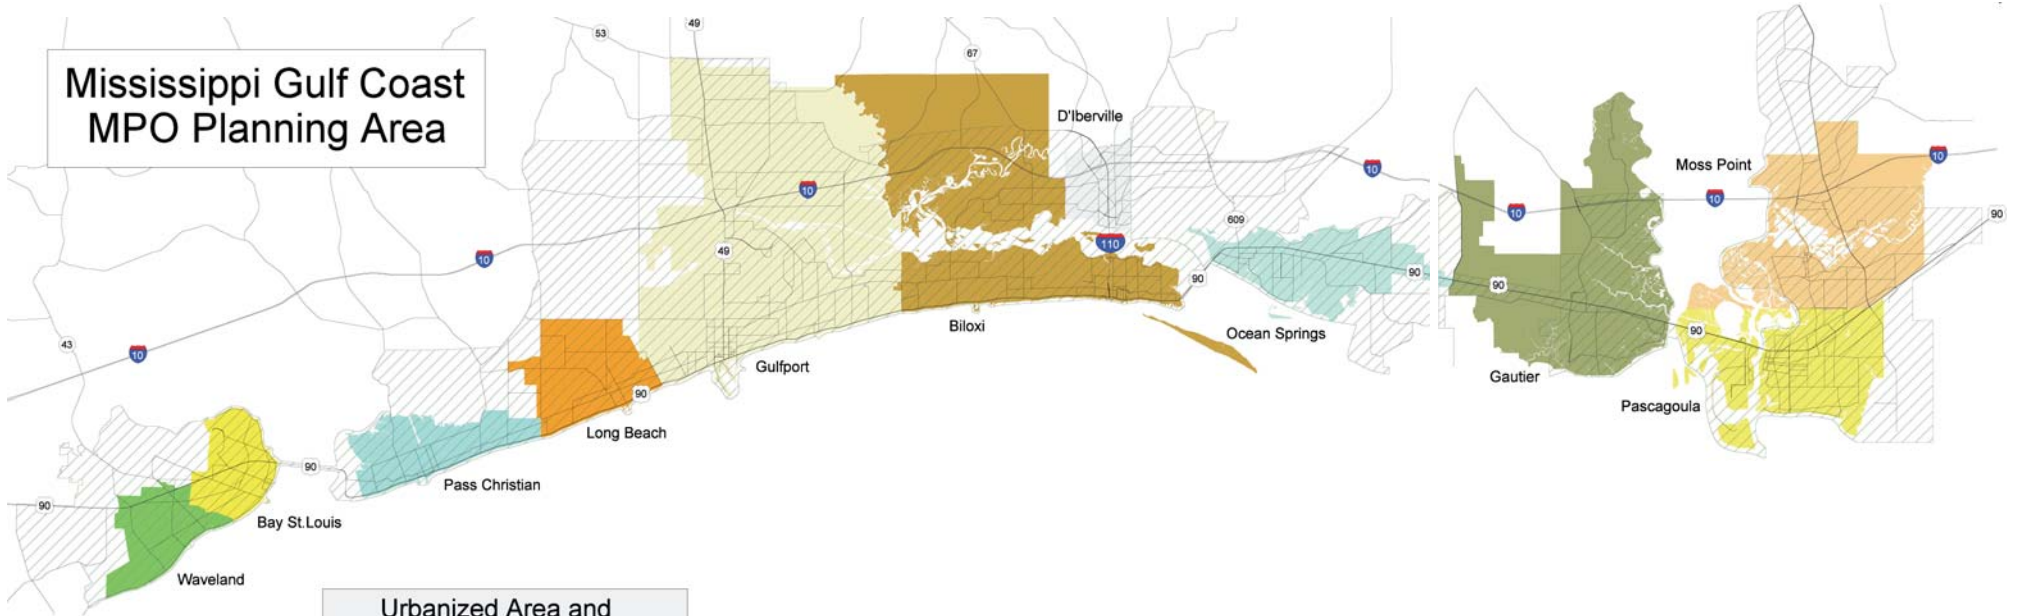 Mississippi Gulf Coast
MPO Planning Area
53
49
67
D'Iberville
10
10
10
10
10
10
10
Moss Point
49
110
609
90
90
90
90
90
43
Biloxi
Ocean Springs
Gulfport
Gautier
Pascagoula
90
Long Beach
90
Pass Christian
90
Bay St.Louis
Waveland
Urbanized Area and